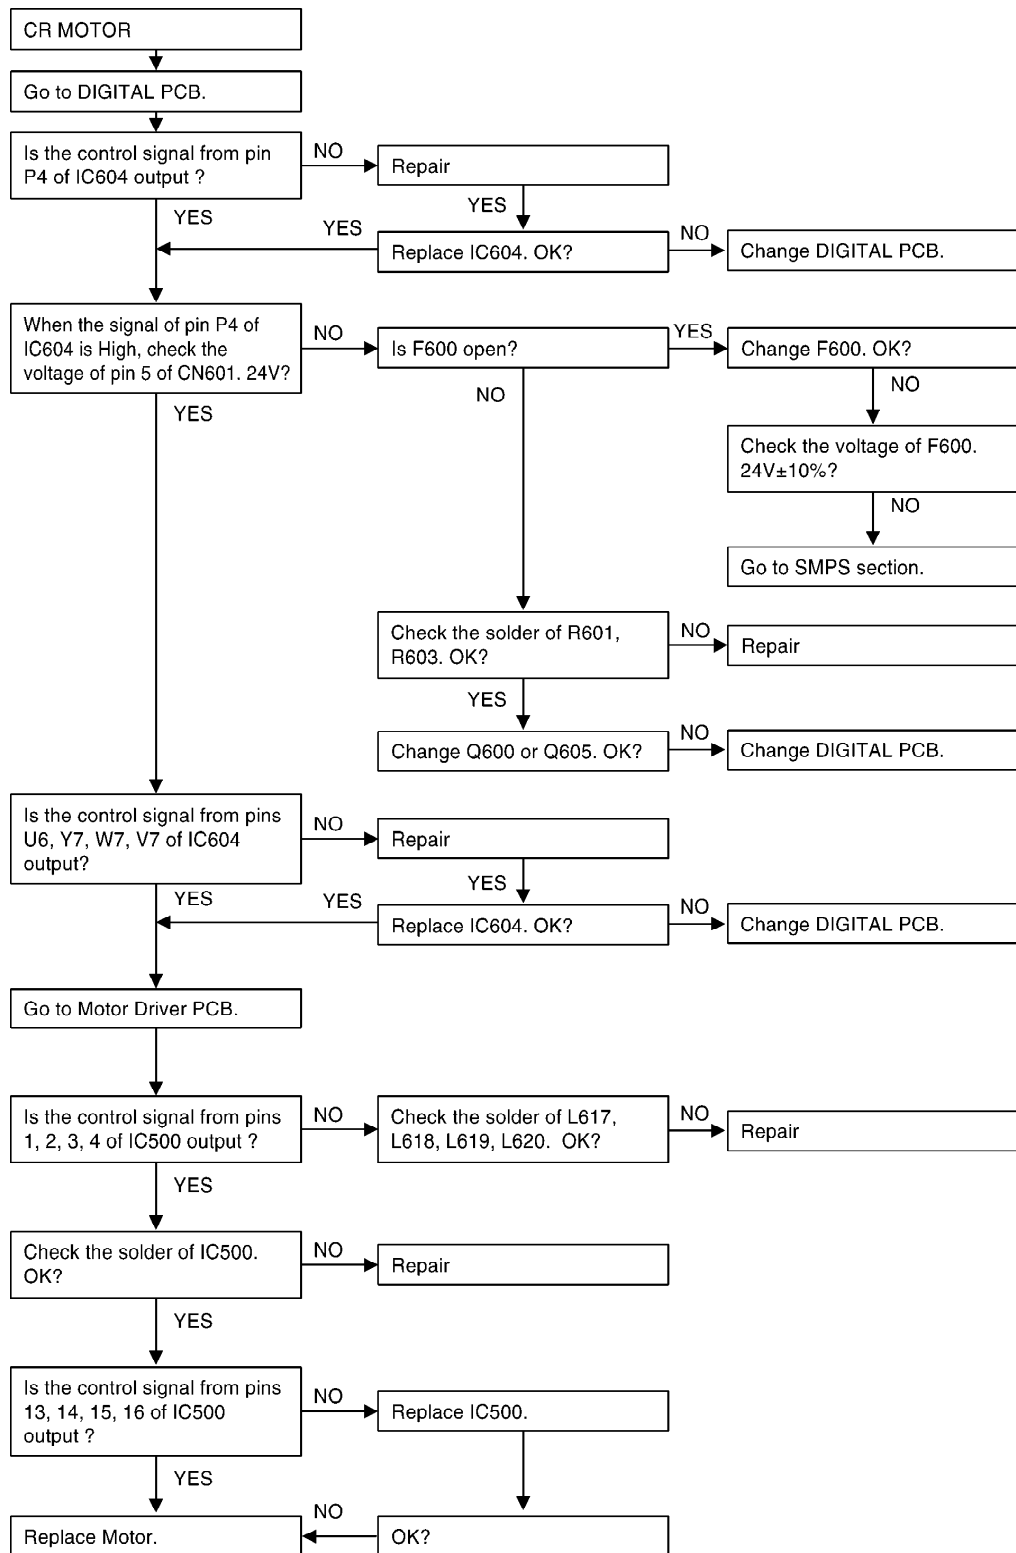 CR MOTOR
Go to DIGITAL PCB.
Is the control signal from pin
P4 of IC604 output ?
NO
Repair
YES
YES
YES
Replace IC604. OK?
NO
Change DIGITAL PCB.
When the signal of pin P4 of
IC604 is High, check the
voltage of pin 5 of CN601. 24V?
NO
Is F600 open?
YES
Change F600. OK?
YES
NO
NO
Check the voltage of F600.
24V±10%?
NO
Go to SMPS section.
Check the solder of R601,
R603. OK?
NO
Repair
YES
Change Q600 or Q605. OK?
NO
Change DIGITAL PCB.
Is the control signal from pins
U6, Y7, W7, V7 of IC604
output?
NO
Repair
YES
YES
YES
Replace IC604. OK?
NO
Change DIGITAL PCB.
Go to Motor Driver PCB.
Is the control signal from pins
1, 2, 3, 4 of IC500 output ?
NO
Check the solder of L617,
L618, L619, L620.  OK?
NO
Repair
YES
Check the solder of IC500.
OK?
NO
Repair
YES
Is the control signal from pins
13, 14, 15, 16 of IC500
output ?
NO
Replace IC500.
YES
Replace Motor.
NO
OK?